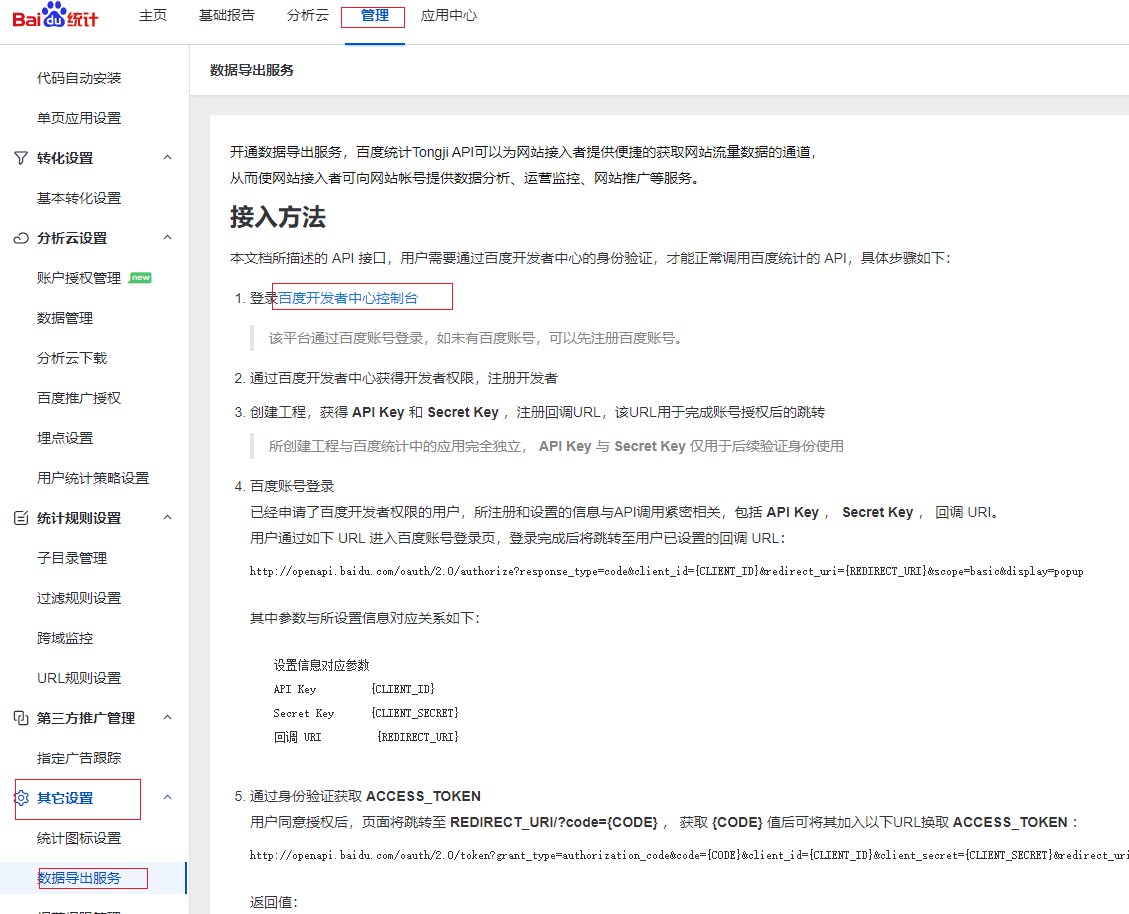 Bai du 统计
主页
基础报告
分析云
管理
应用中心
代码自动安装
单页应用设置
转化设置
基本转化设置
分析云设置
账户授权管理 new
数据管理
分析云下载
百度推广授权
埋点设置
用户统计策略设置
统计规则设置
子目录管理
过滤规则设置
跨域监控
URL规则设置
第三方推广管理
指定广告跟踪
其它设置
统计图标设置
数据导出服务
数据导出服务
开通数据导出服务，百度统计Tongji API可以为网站接入者提供便捷的获取网站流量数据的通道，
从而使网站接入者可向网站帐号提供数据分析、运营监控、网站推广等服务。
接入方法
本文档所描述的 API 接口，用户需要通过百度开发者中心的身份验证，才能正常调用百度统计的 API，具体步骤如下：
1. 登录百度开发者中心控制台
该平台通过百度账号登录，如未有百度账号，可以先注册百度账号。
2. 通过百度开发者中心获得开发者权限，注册开发者
3. 创建工程，获得 API Key 和 Secret Key ，注册回调URL，该URL用于完成账号授权后的跳转
所创建工程与百度统计中的应用完全独立， API Key 与 Secret Key 仅用于后续验证身份使用
4. 百度账号登录
已经申请了百度开发者权限的用户，所注册和设置的信息与API调用紧密相关，包括 API Key ， Secret Key ， 回调 URI。
用户通过如下 URL 进入百度账号登录页，登录完成后将跳转至用户已设置的回调 URL：
http://openapi.baidu.com/oauth/2.0/authorize?response_type=code&client_id={CLIENT_ID}&redirect_uri={REDIRECT_URI}&scope=basic&display=popup
其中参数与所设置信息对应关系如下：
设置信息对应参数
API Key {CLIENT_ID}
Secret Key {CLIENT_SECRET}
回调 URI {REDIRECT_URI}
5. 通过身份验证获取 ACCESS_TOKEN
用户同意授权后，页面将跳转至 REDIRECT_URI/?code={CODE} ， 获取 {CODE} 值后可将其加入以下URL换取 ACCESS_TOKEN ：
http://openapi.baidu.com/oauth/2.0/token?grant_type=authorization_code&code={CODE}&client_id={CLIENT_ID}&client_secret={CLIENT_SECRET}&redirect_uri
返回值：